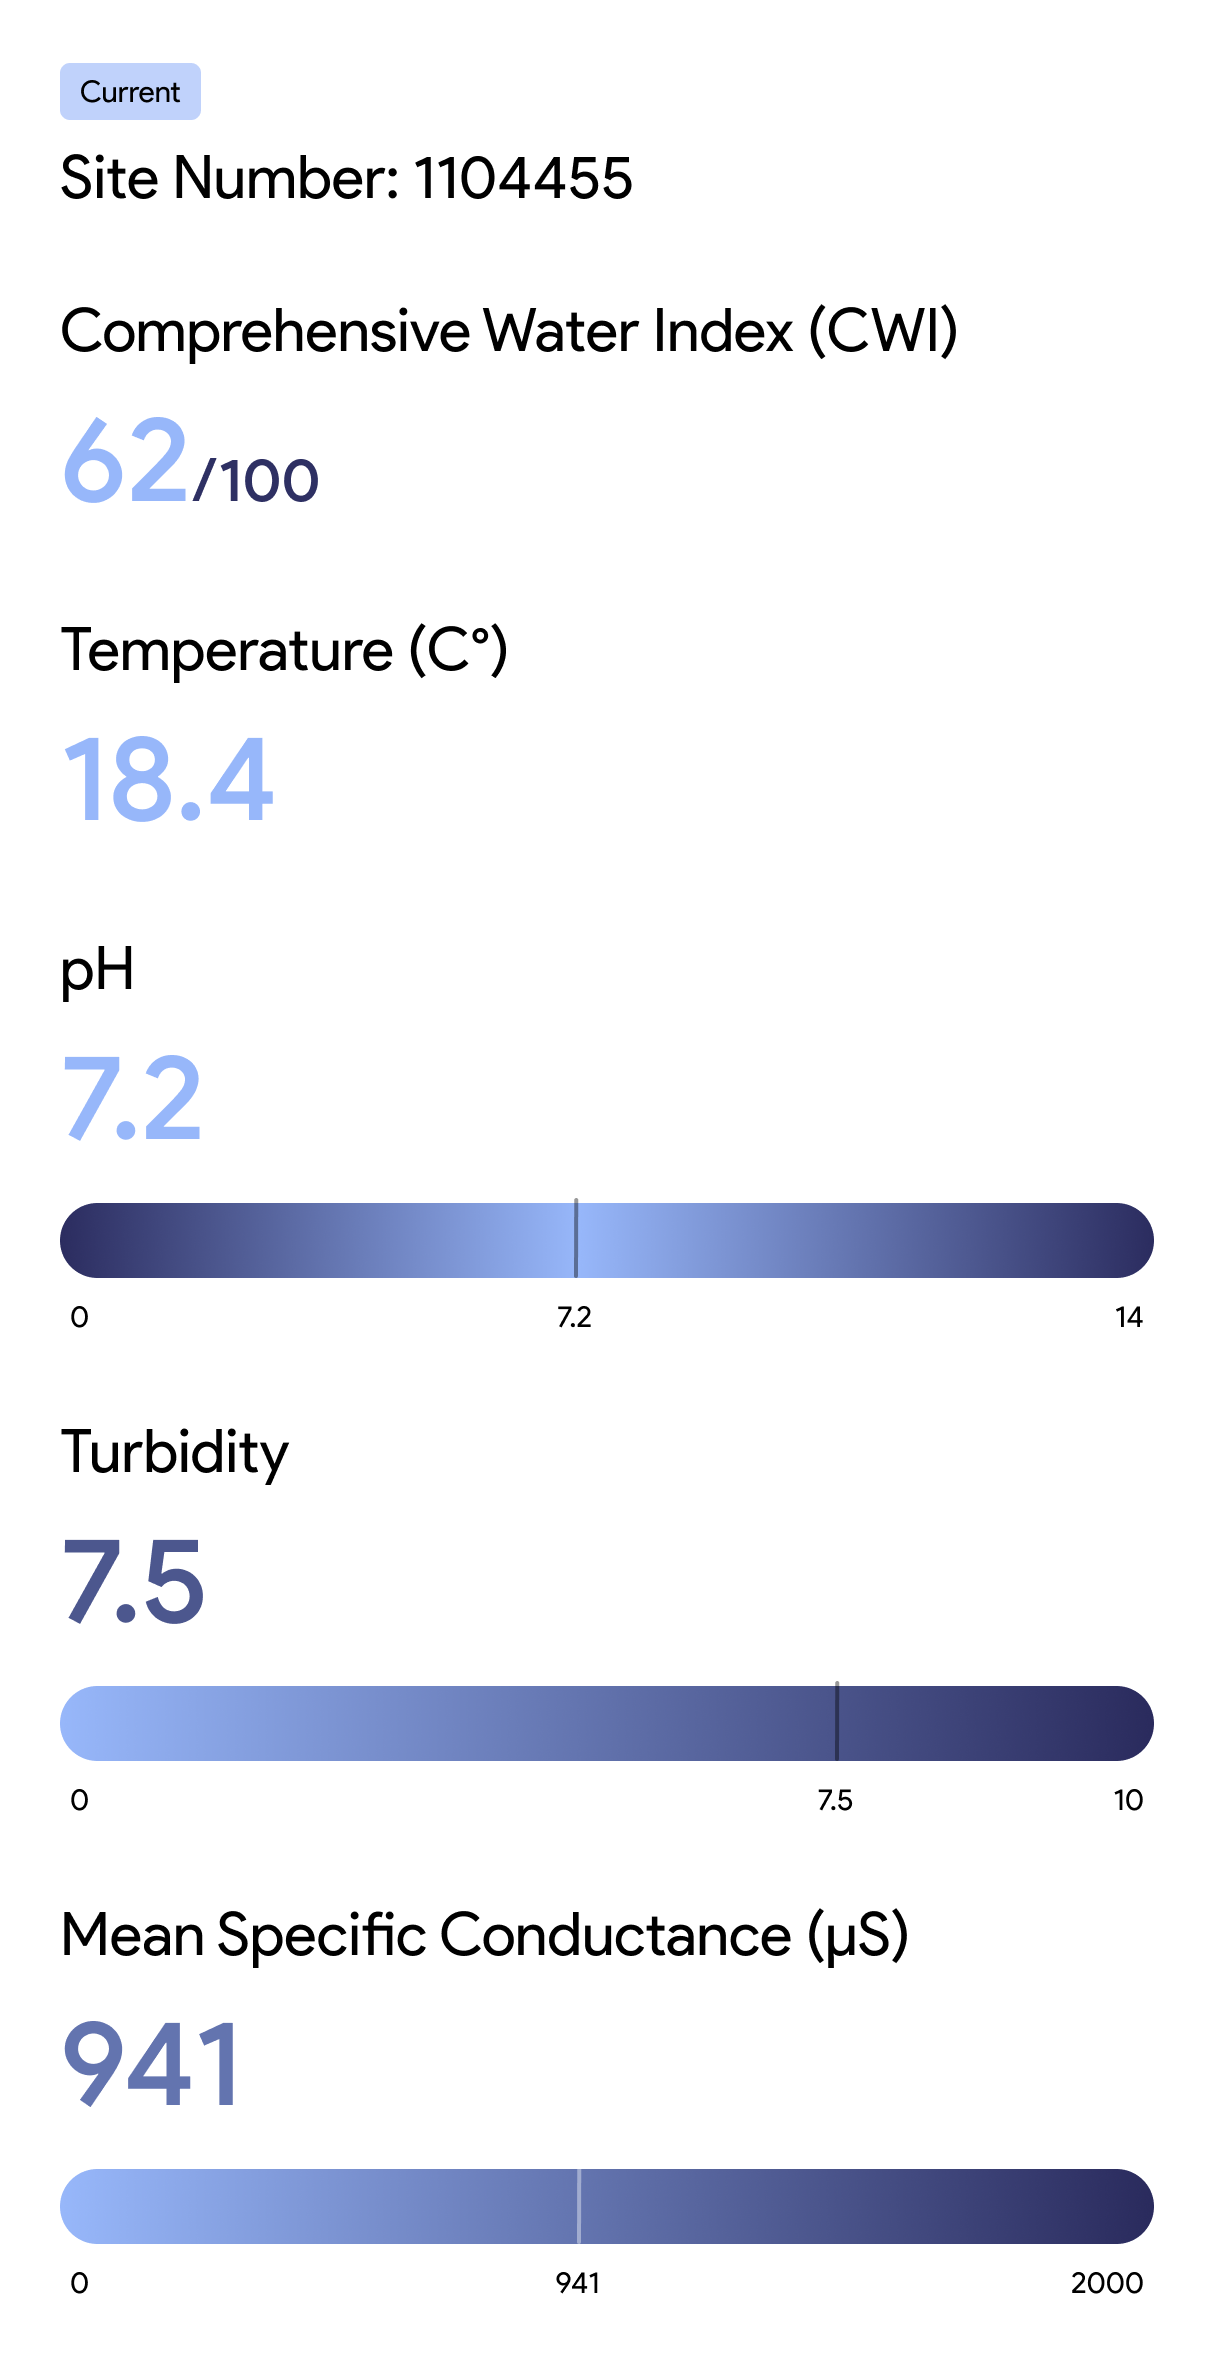 Current
Site Number: 1104455
Comprehensive Water Index (CWI)
62/100
Temperature (C°)
18.4
pH
7.2
0 7.2 14
Turbidity
7.5
0 7.5 10
Mean Specific Conductance (µS)
941
0 941 2000